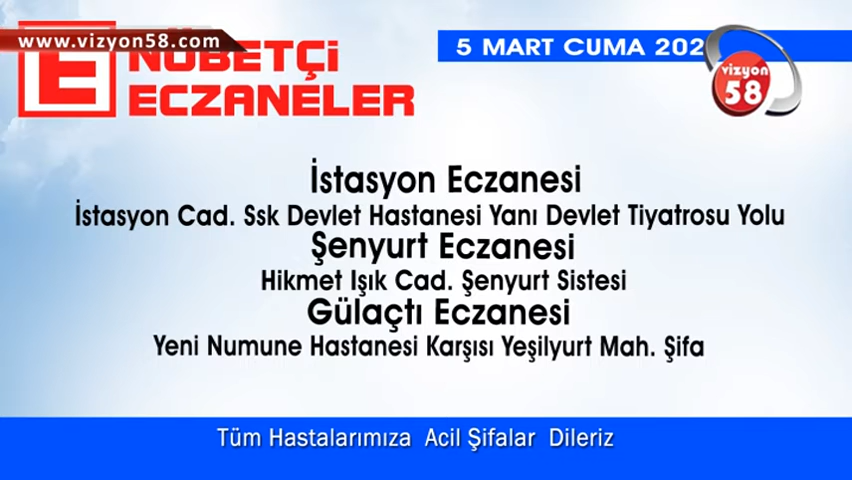 www.vizyon58.com
E NÖBETÇİ
ECZANELER
5 MART CUMA
vizyon
58
İstasyon Eczanesi
İstasyon Cad. Ssk Devlet Hastanesi Yanı Devlet Tiyatrosu Yolu
Şenyurt Eczanesi
Hikmet Işık Cad. Şenyurt Sistesi
Gülaçtı Eczanesi
Yeni Numune Hastanesi Karşısı Yeşilyurt Mah. Şifa
Tüm Hastalarımıza Acil Şifalar Dileriz